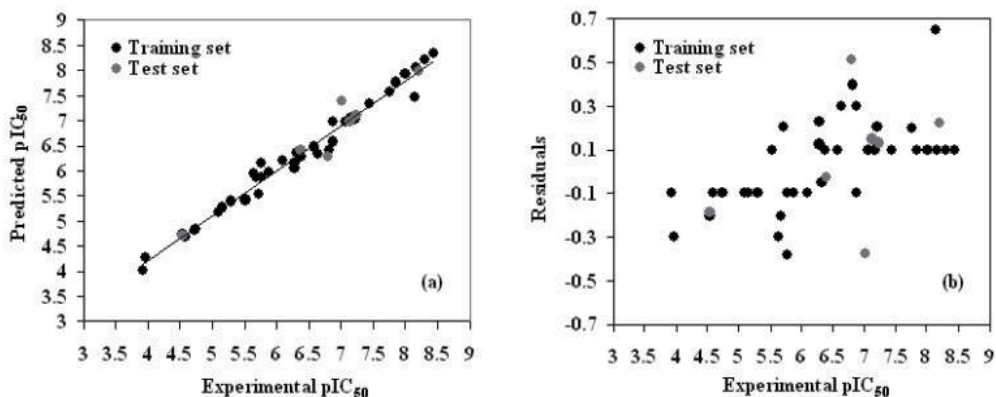 9
8.5
8
7.5
7
6.5
6
5.5
5
4.5
4
3.5
3
Predicted pIC50
Training set
Test set
(a)
3 3.5 4 4.5 5 5.5 6 6.5 7 7.5 8 8.5 9
Experimental pIC50
0.7
0.5
0.3
0.1
-0.1
-0.3
-0.5
-0.7
Residuals
Training set
Test set
(b)
3 3.5 4 4.5 5 5.5 6 6.5 7 7.5 8 8.5 9
Experimental pIC50